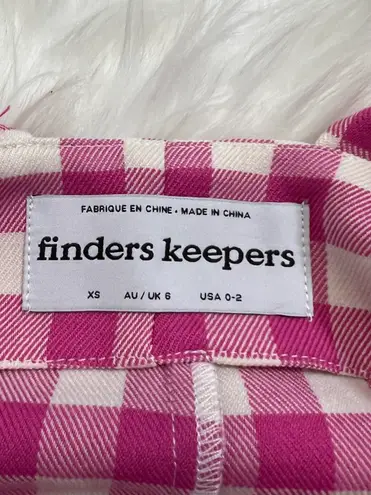 FABRIQUE EN CHINE • MADE IN CHINA
finders keepers
XS AU / UK 6 USA 0-2